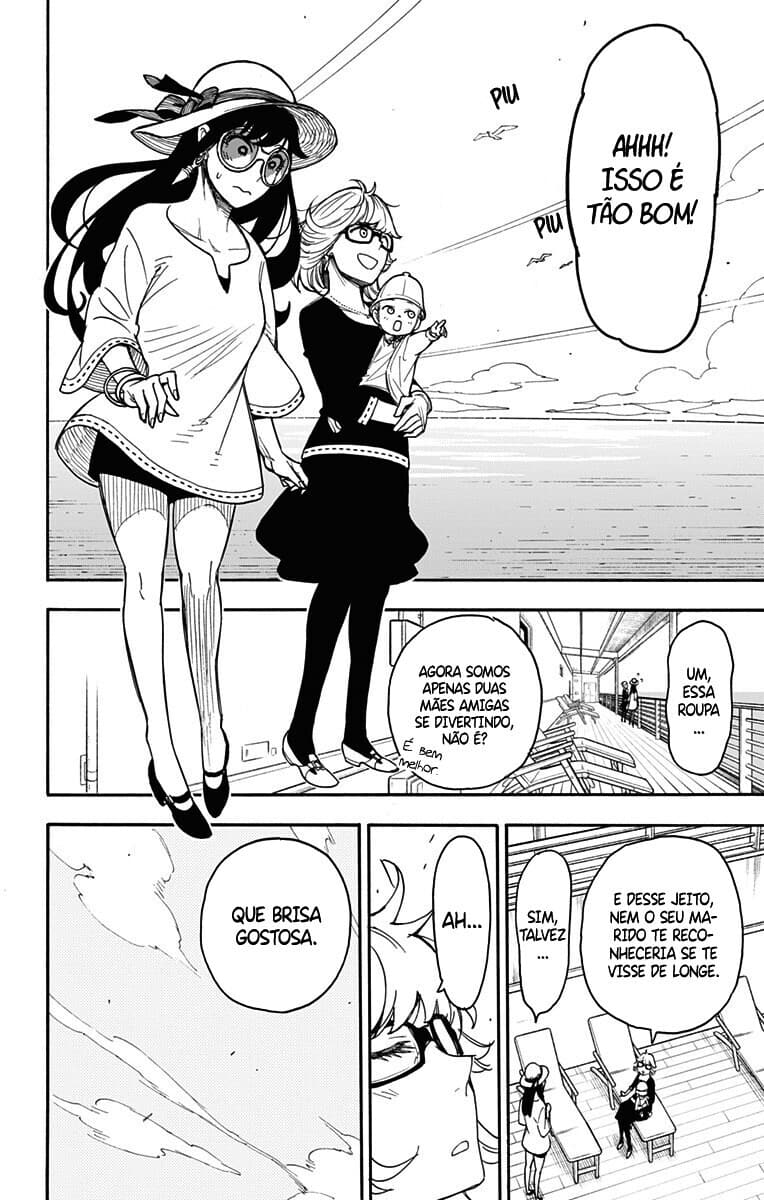 AHHH!
ISSO É
TÃO BOM!
PIU
PIU
UM,
ESSA
ROUPA
...
AGORA SOMOS
APENAS DUAS
MÃES AMIGAS
SE DIVERTINDO,
NÃO É?
É BEM
melhor.
E DESSE JEITO,
NEM O SEU MA-
RIDO TE RECO-
NHECERIA SE TE
VISSE DE LONGE.
SIM,
TALVEZ
...
AH...
QUE BRISA
GOSTOSA.